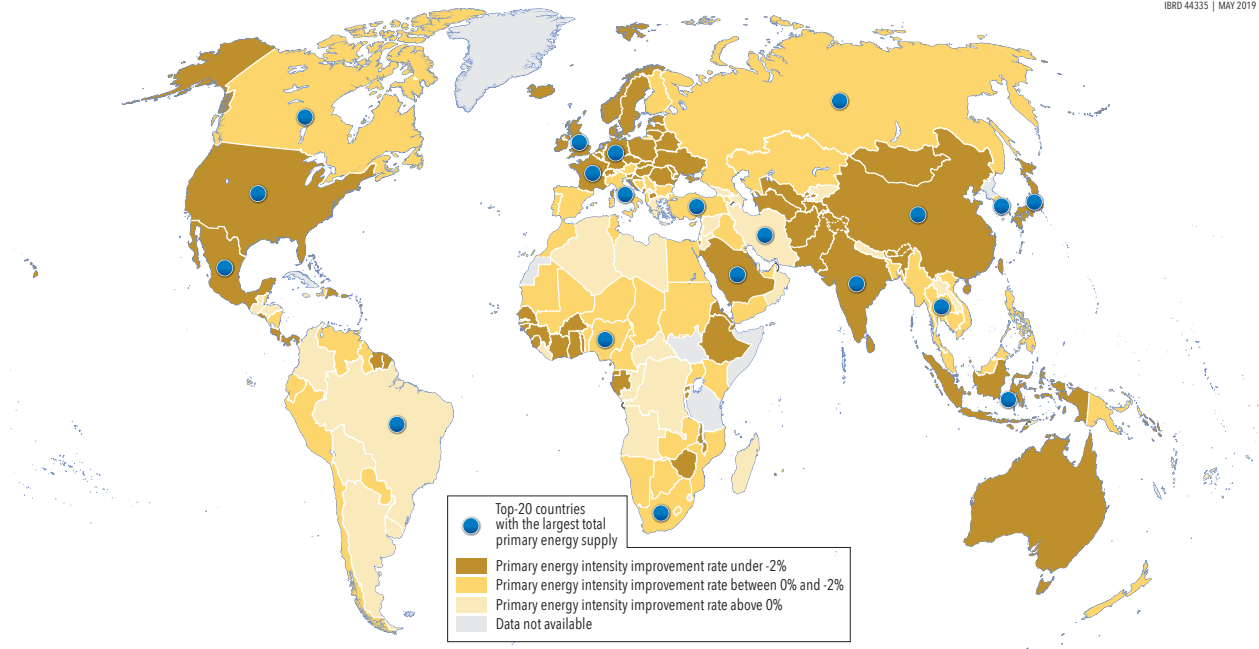 IBRD 44335 | MAY 2019
Top-20 countries
with the largest total
primary energy supply
Primary energy intensity improvement rate under -2%
Primary energy intensity improvement rate between 0% and -2%
Primary energy intensity improvement rate above 0%
Data not available